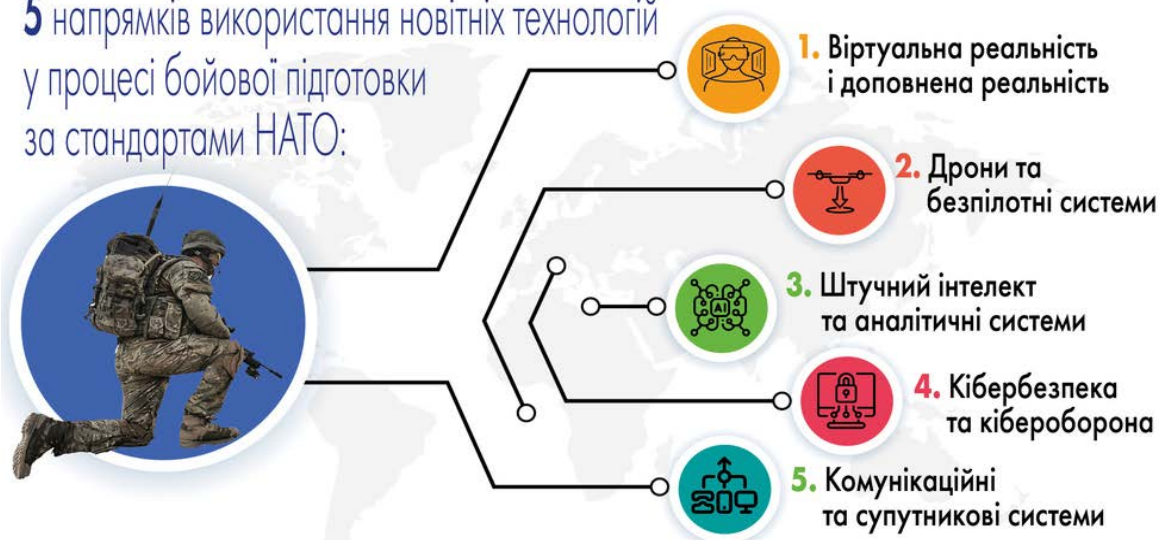 5 напрямків використання новітніх технологій
у процесі бойової підготовки
за стандартами НАТО:
1. Віртуальна реальність
і доповнена реальність
2. Дрони та
безпілотні системи
AI
3. Штучний інтелект
та аналітичні системи
4. Кібербезпека
та кібероборона
5. Комунікаційні
та супутникові системи